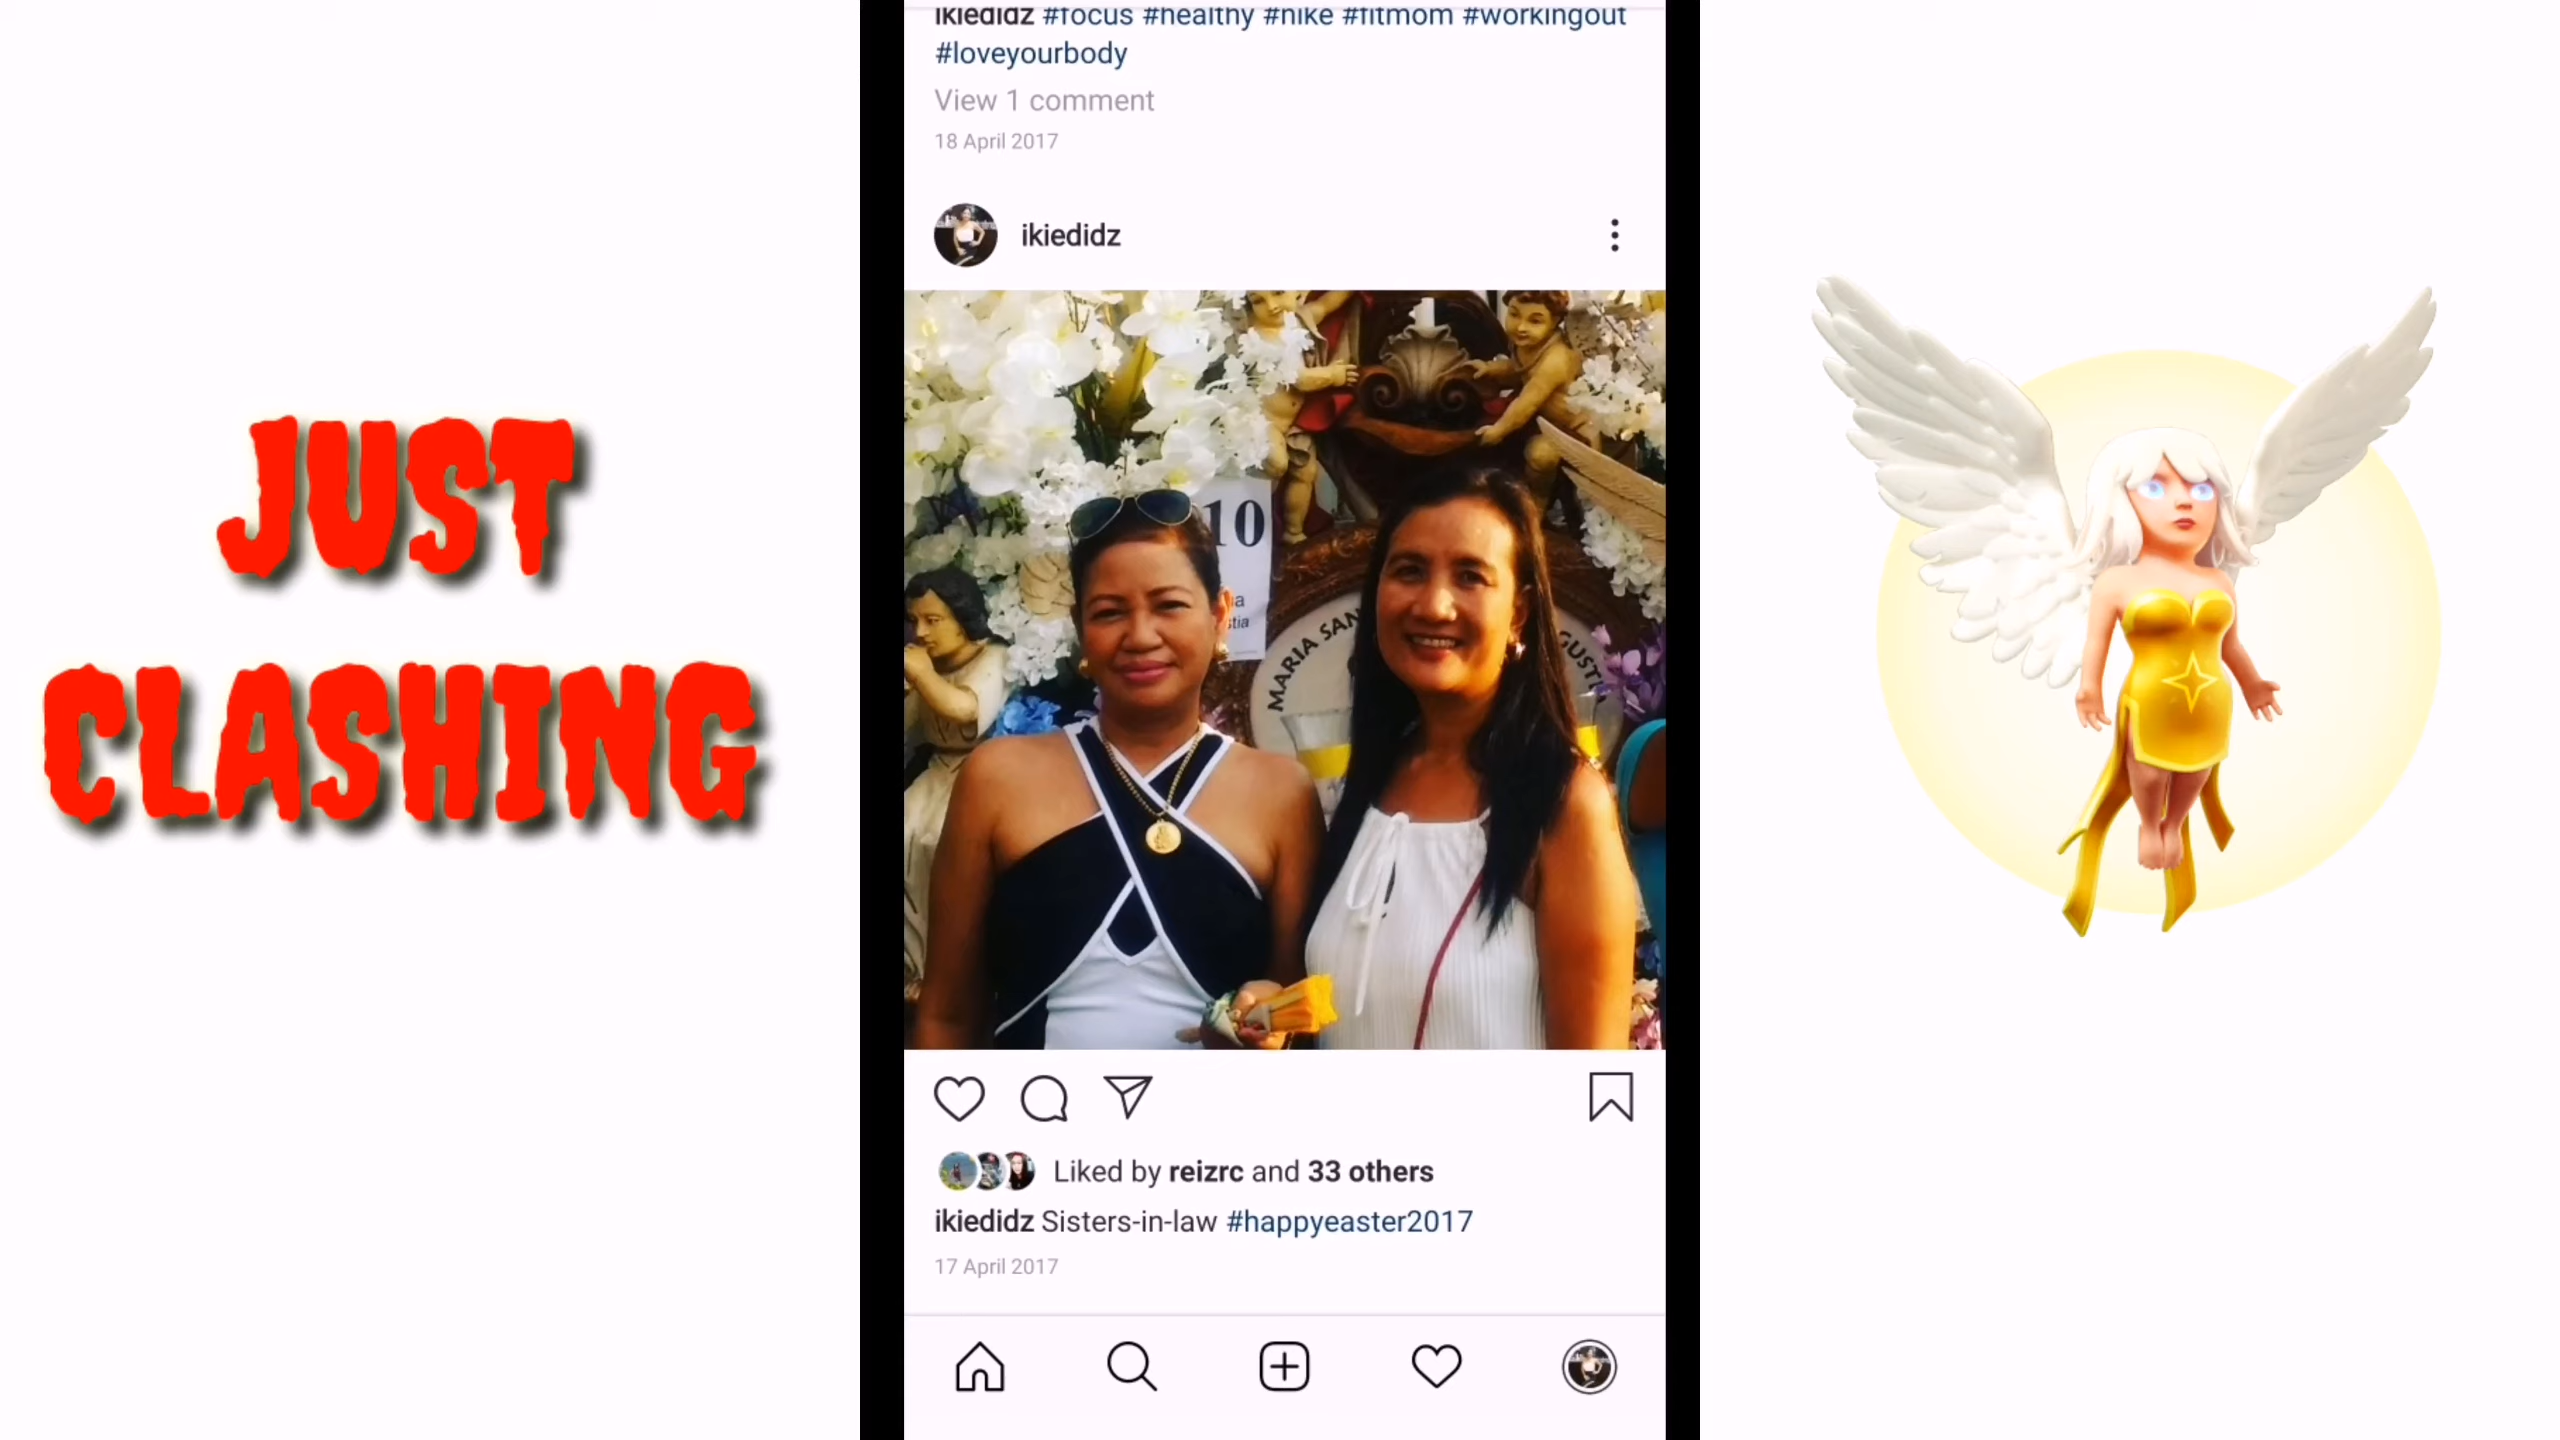 JUST
CLASHING
ikiedidz #focus #healthy #nike #fitmom #workingout
#loveyourbody
View 1 comment
18 April 2017
ikiedidz
10
MARIA SAN
GUSTI
Liked by reizrc and 33 others
ikiedidz Sisters-in-law #happyeaster2017
17 April 2017